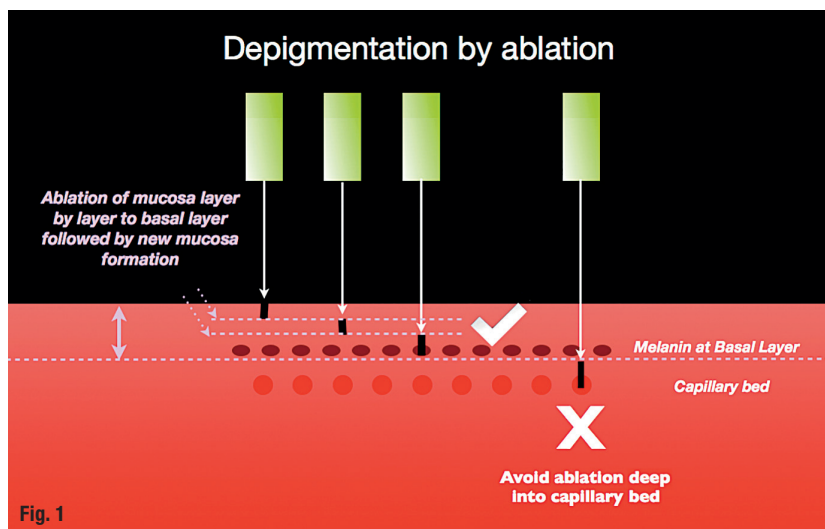 Depigmentation by ablation
Ablation of mucosa layer
by layer to basal layer
followed by new mucosa
formation
Melanin at Basal Layer
Capillary bed
Avoid ablation deep
into capillary bed
Fig. 1